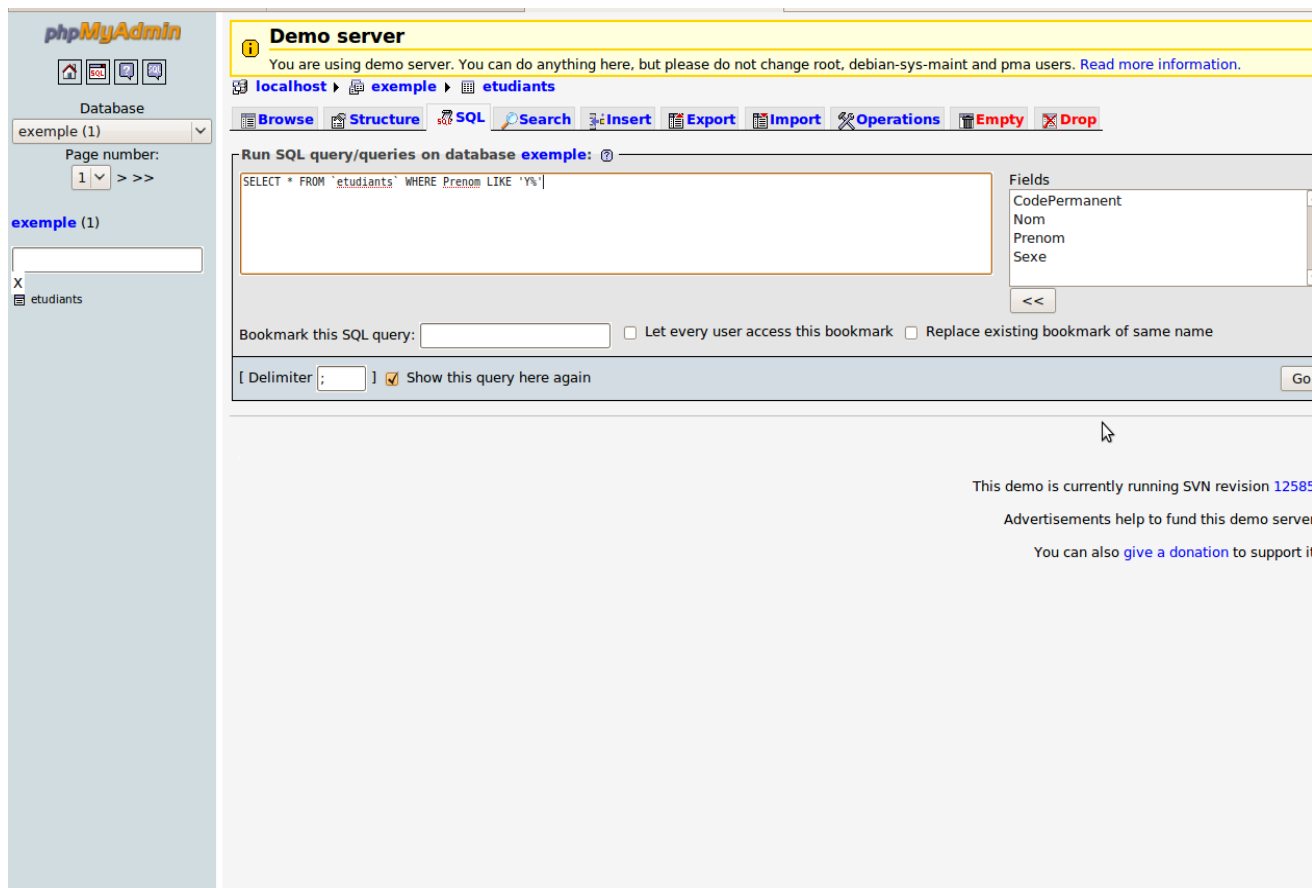 phpMyAdmin
Database
exemple (1)
Page number:
1 > >>
exemple (1)
X
etudiants
Demo server
You are using demo server. You can do anything here, but please do not change root, debian-sys-maint and pma users. Read more information.
localhost exemple etudiants
Browse Structure SQL Search Insert Export Import Operations Empty Drop
Run SQL query/queries on database exemple:
SELECT * FROM `etudiants` WHERE Prenom LIKE 'Y%'
Fields
CodePermanent
Nom
Prenom
Sexe
<<
Bookmark this SQL query: Let every user access this bookmark Replace existing bookmark of same name
[ Delimiter ; ] Show this query here again
Go
This demo is currently running SVN revision 12585
Advertisements help to fund this demo server
You can also give a donation to support it